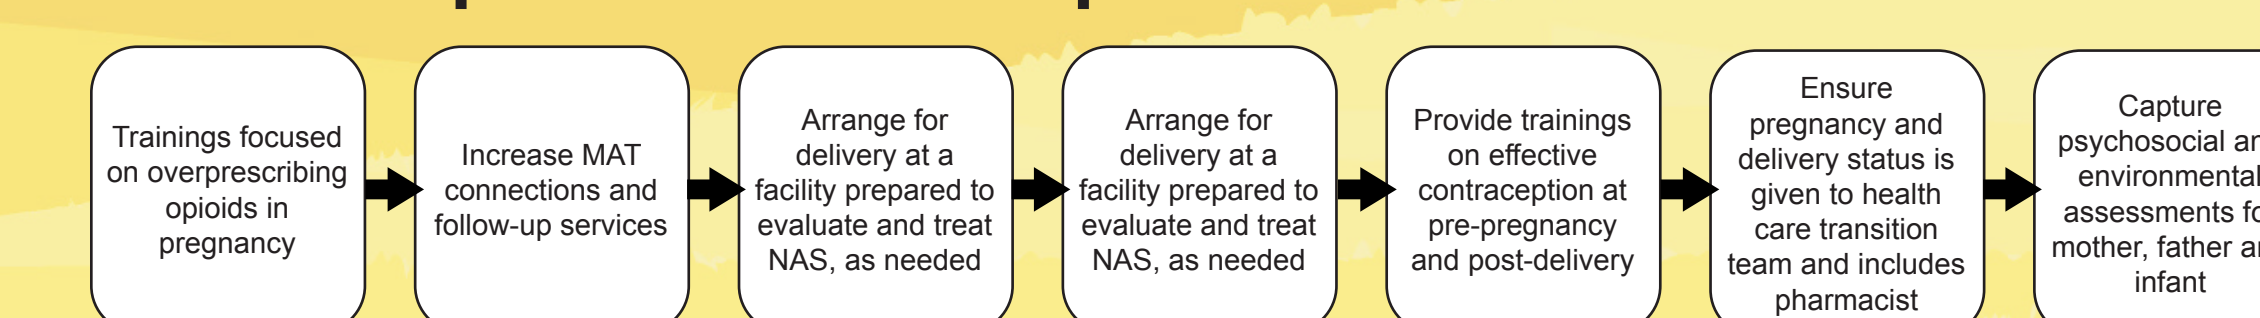 Trainings focused
on overprescribing
opioids in
pregnancy
Increase MAT
connections and
follow-up services
Arrange for
delivery at a
facility prepared to
evaluate and treat
NAS, as needed
Arrange for
delivery at a
facility prepared to
evaluate and treat
NAS, as needed
Provide trainings
on effective
contraception at
pre-pregnancy
and post-delivery
Ensure
pregnancy and
delivery status is
given to health
care transition
team and includes
pharmacist
Capture
psychosocial
environmental
assessments
mother, father
infant